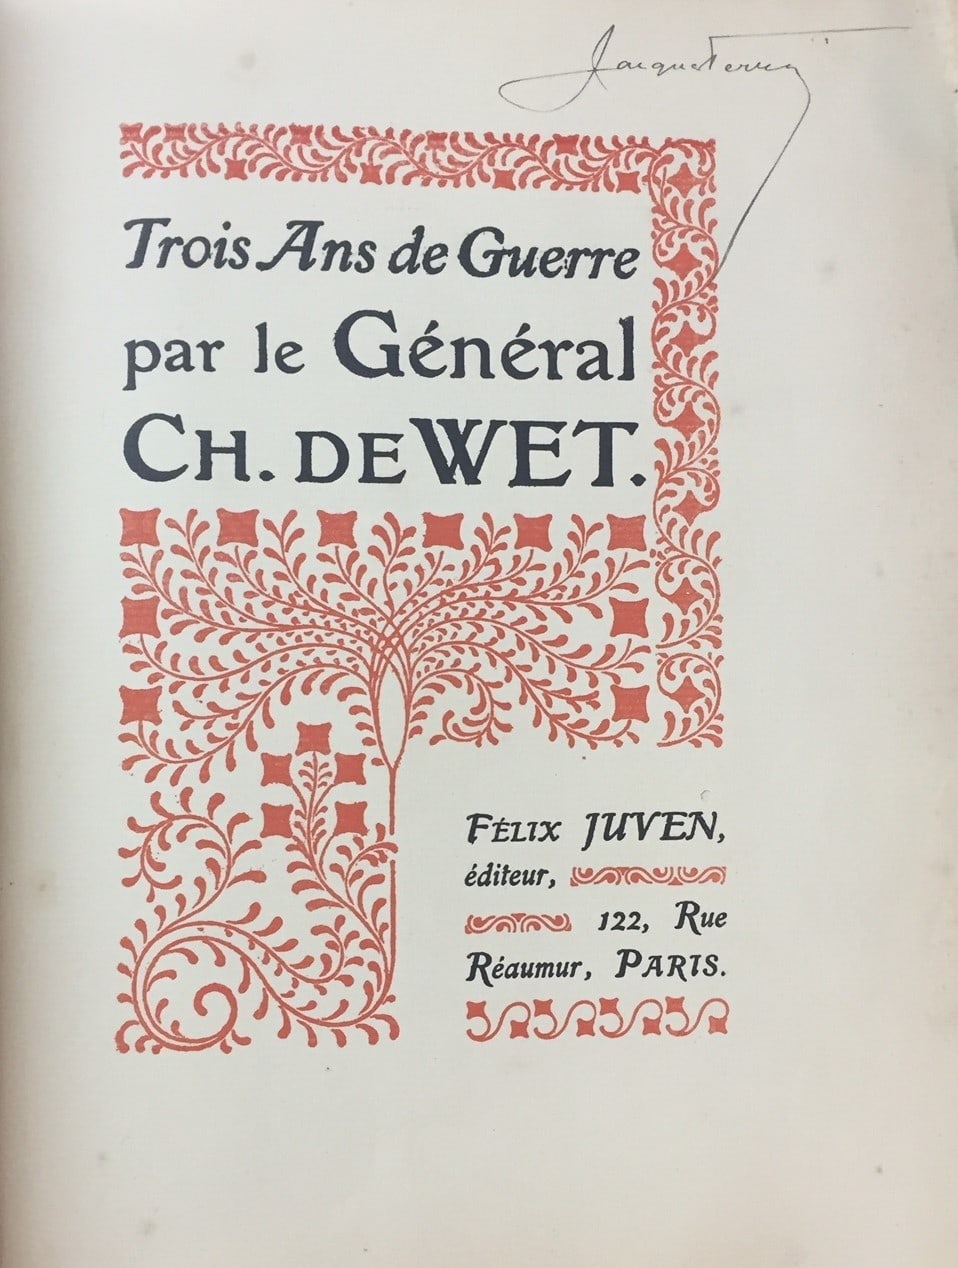 Trois Ans de Guerre
par le Général
CH. DE WET.
FÉLIX JUVEN,
éditeur,
122, Rue
Réaumur, PARIS.